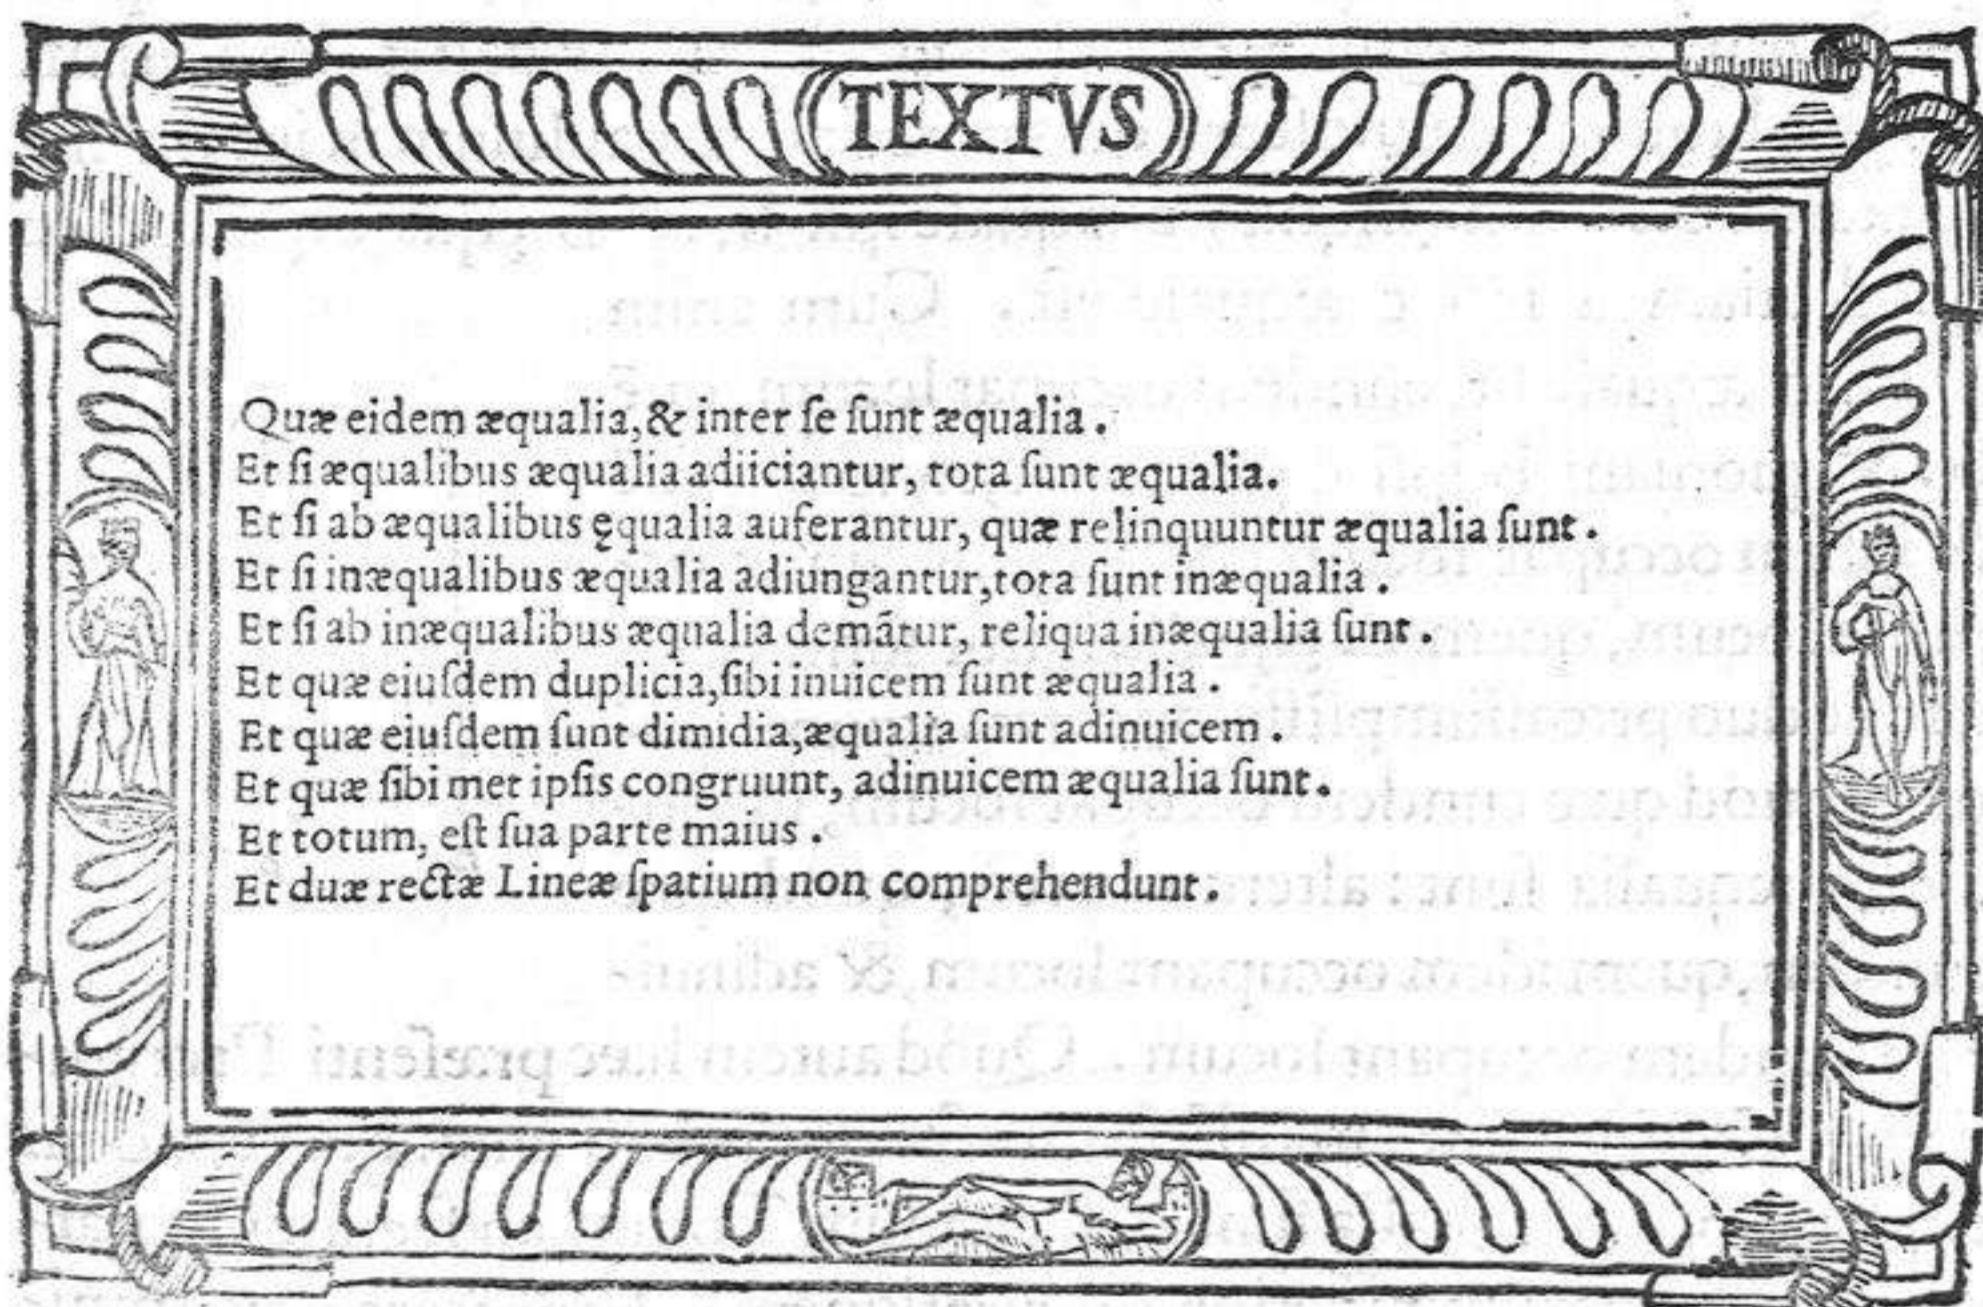 TEXTVS
Quæ eidem æqualia, & inter ſe ſunt æqualia.
Et ſi æqualibus æqualia adiiciantur, tota ſunt æqualia.
Et ſi ab æqualibus ęqualia auferantur, quæ relinquuntur æqualia ſunt.
Et ſi inæqualibus æqualia adiungantur, tota ſunt inæqualia.
Et ſi ab inæqualibus æqualia demãtur, reliqua inæqualia ſunt.
Et quæ eiuſdem duplicia, ſibi inuicem ſunt æqualia.
Et quæ eiuſdem ſunt dimidia, æqualia ſunt adinuicem.
Et quæ ſibi met ipſis congruunt, adinuicem æqualia ſunt.
Et totum, eſt ſua parte maius.
Et duæ rectæ Lineæ ſpatium non comprehendunt.